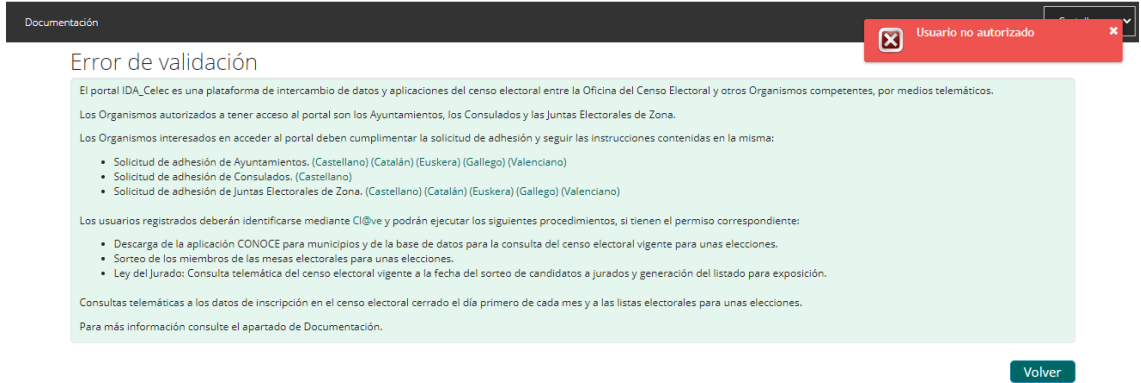 Documentación
Usuario no autorizado
Error de validación
El portal IDA_Celec es una plataforma de intercambio de datos y aplicaciones del censo electoral entre la Oficina del Censo Electoral y otros Organismos competentes, por medios telemáticos.
Los Organismos autorizados a tener acceso al portal son los Ayuntamientos, los Consulados y las Juntas Electorales de Zona.
Los Organismos interesados en acceder al portal deben cumplimentar la solicitud de adhesión y seguir las instrucciones contenidas en la misma:
• Solicitud de adhesión de Ayuntamientos. (Castellano) (Catalán) (Euskera) (Gallego) (Valenciano)
• Solicitud de adhesión de Consulados. (Castellano)
• Solicitud de adhesión de Juntas Electorales de Zona. (Castellano) (Catalán) (Euskera) (Gallego) (Valenciano)
Los usuarios registrados deberán identificarse mediante Cl@ve y podrán ejecutar los siguientes procedimientos, si tienen el permiso correspondiente:
• Descarga de la aplicación CONOCE para municipios y de la base de datos para la consulta del censo electoral vigente para unas elecciones.
• Sorteo de los miembros de las mesas electorales para unas elecciones.
• Ley del Jurado: Consulta telemática del censo electoral vigente a la fecha del sorteo de candidatos a jurados y generación del listado para exposición.
Consultas telemáticas a los datos de inscripción en el censo electoral cerrado el día primero de cada mes y a las listas electorales para unas elecciones.
Para más información consulte el apartado de Documentación.
Volver